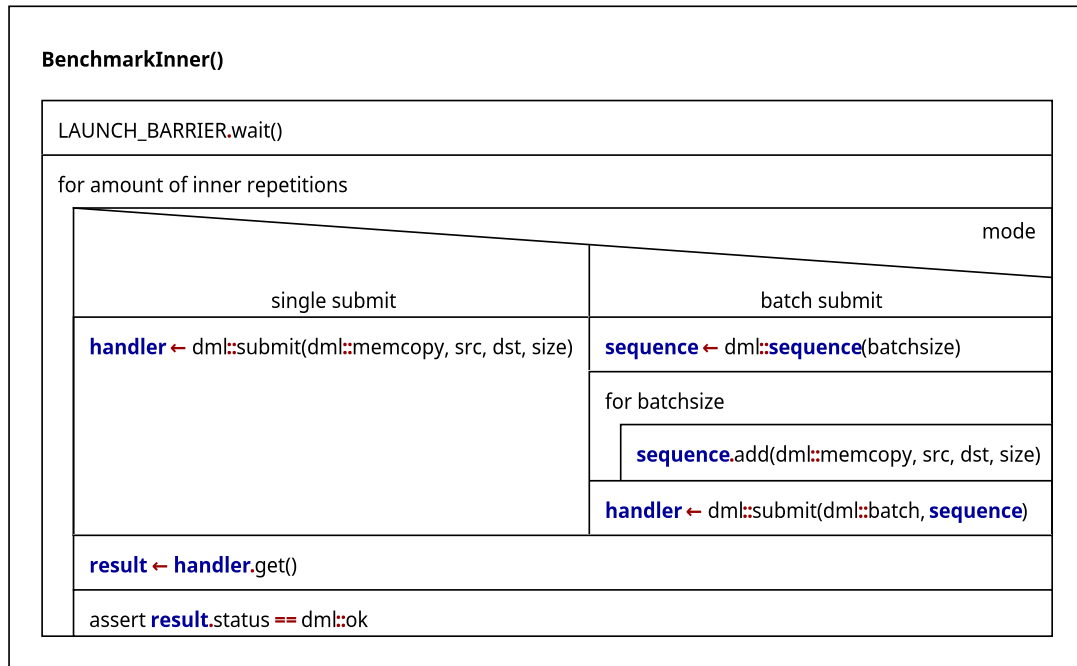 BenchmarkInner()
LAUNCH_BARRIER.wait()
for amount of inner repetitions
mode
single submit
batch submit
handler ← dml::submit(dml::memcopy, src, dst, size)
sequence ← dml::sequence(batchsize)
for batchsize
sequence.add(dml::memcopy, src, dst, size)
handler ← dml::submit(dml::batch, sequence)
result ← handler.get()
assert result.status == dml::ok